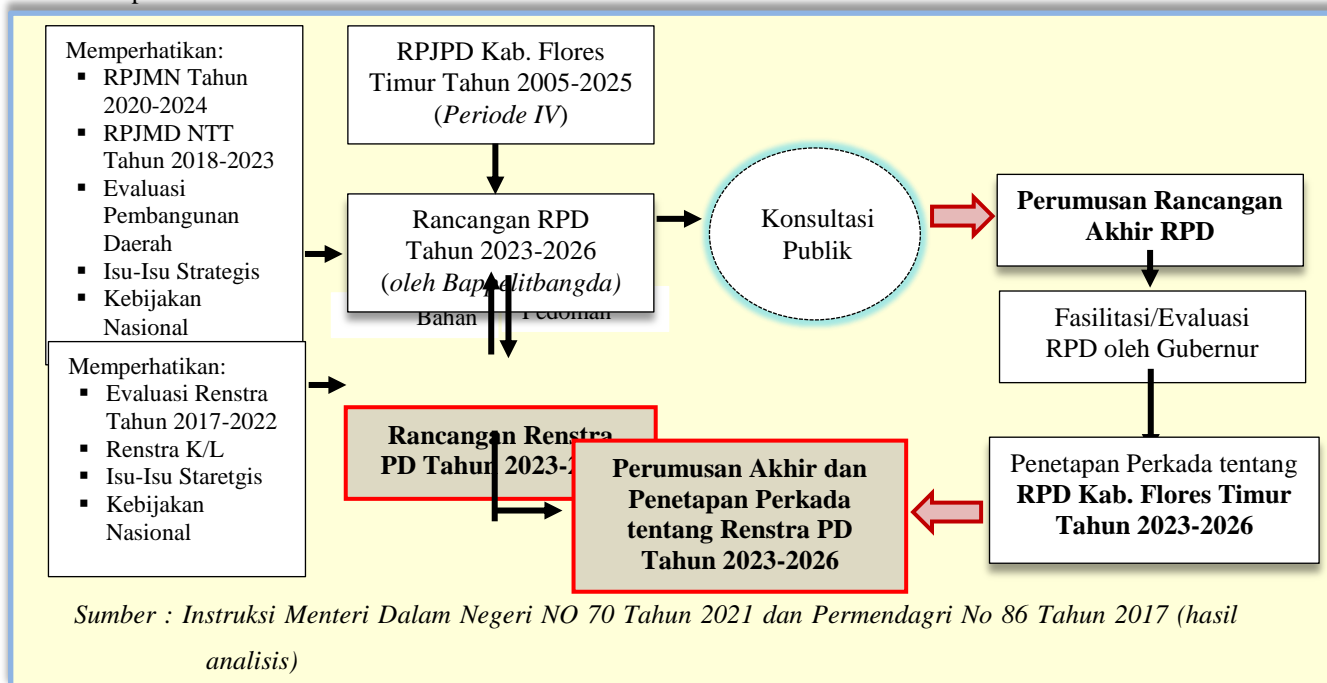 Memperhatikan:
▪ RPJMN Tahun
2020-2024
▪ RPJMD NTT
Tahun 2018-2023
▪ Evaluasi
Pembangunan
Daerah
▪ Isu-Isu Strategis
▪ Kebijakan
Nasional
RPJPD Kab. Flores
Timur Tahun 2005-2025
(Periode IV)
Rancangan RPD
Tahun 2023-2026
(oleh Bappelitbangda)
Bahan
Pedoman
Konsultasi
Publik
Perumusan Rancangan
Akhir RPD
Fasilitasi/Evaluasi
RPD oleh Gubernur
Penetapan Perkada tentang
RPD Kab. Flores Timur
Tahun 2023-2026
Memperhatikan:
▪ Evaluasi Renstra
Tahun 2017-2022
▪ Renstra K/L
▪ Isu-Isu Staretgis
▪ Kebijakan
Nasional
Rancangan Renstra
PD Tahun
Perumusan Akhir dan
Penetapan Perkada
tentang Renstra PD
Tahun 2023-2026
Sumber : Instruksi Menteri Dalam Negeri NO 70 Tahun 2021 dan Permendagri No 86 Tahun 2017 (hasil
analisis)